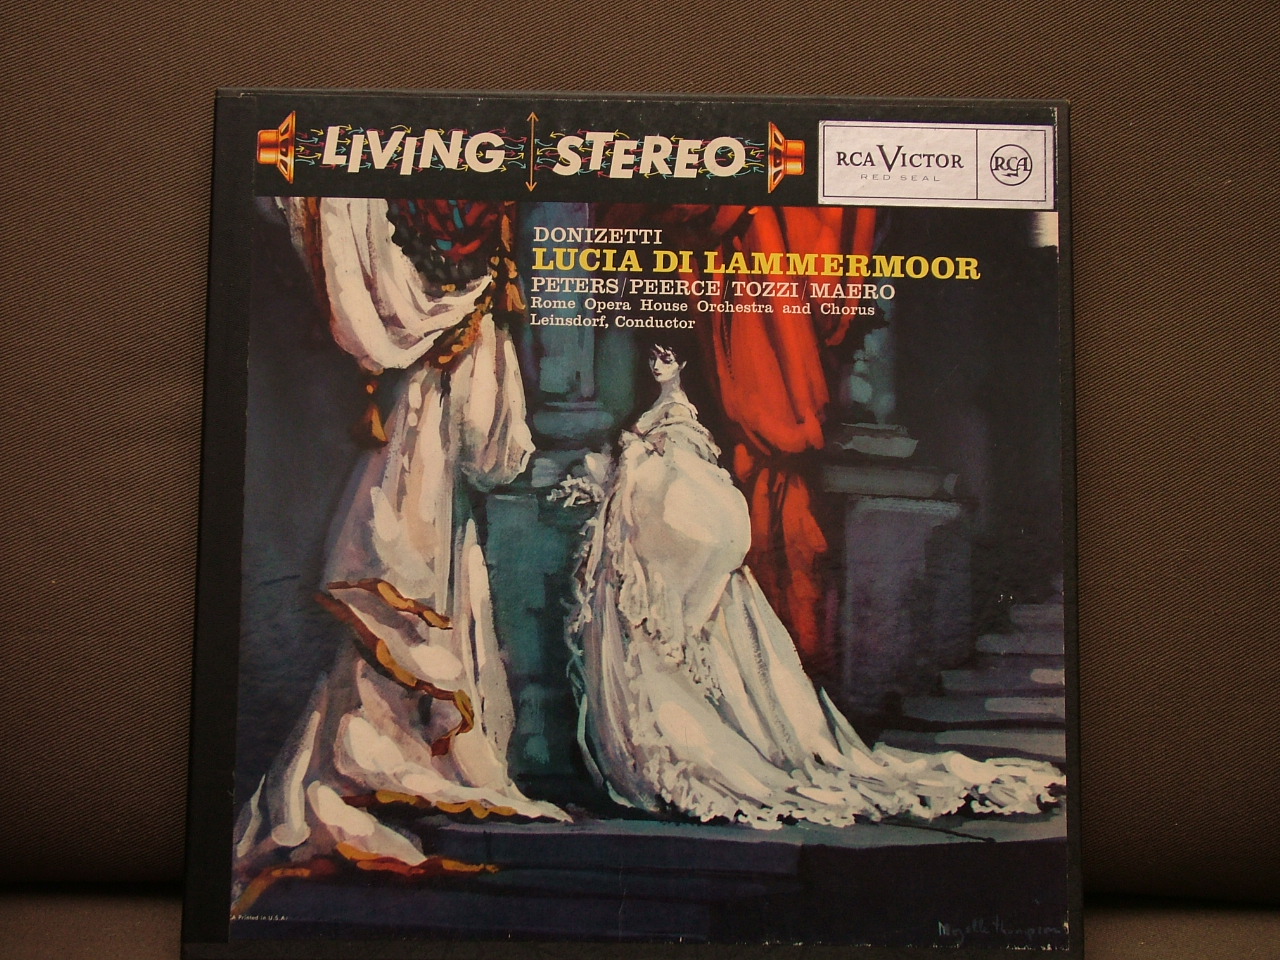 LIVING STEREO
RCA VICTOR
RED SEAL
RCA
DONIZETTI
LUCIA DI LAMMERMOOR
PETERS/PEERCE/TOZZI/MAERO
Rome Opera House Orchestra and Chorus
Leinsdorf, Conductor
Printed in U.S.A.